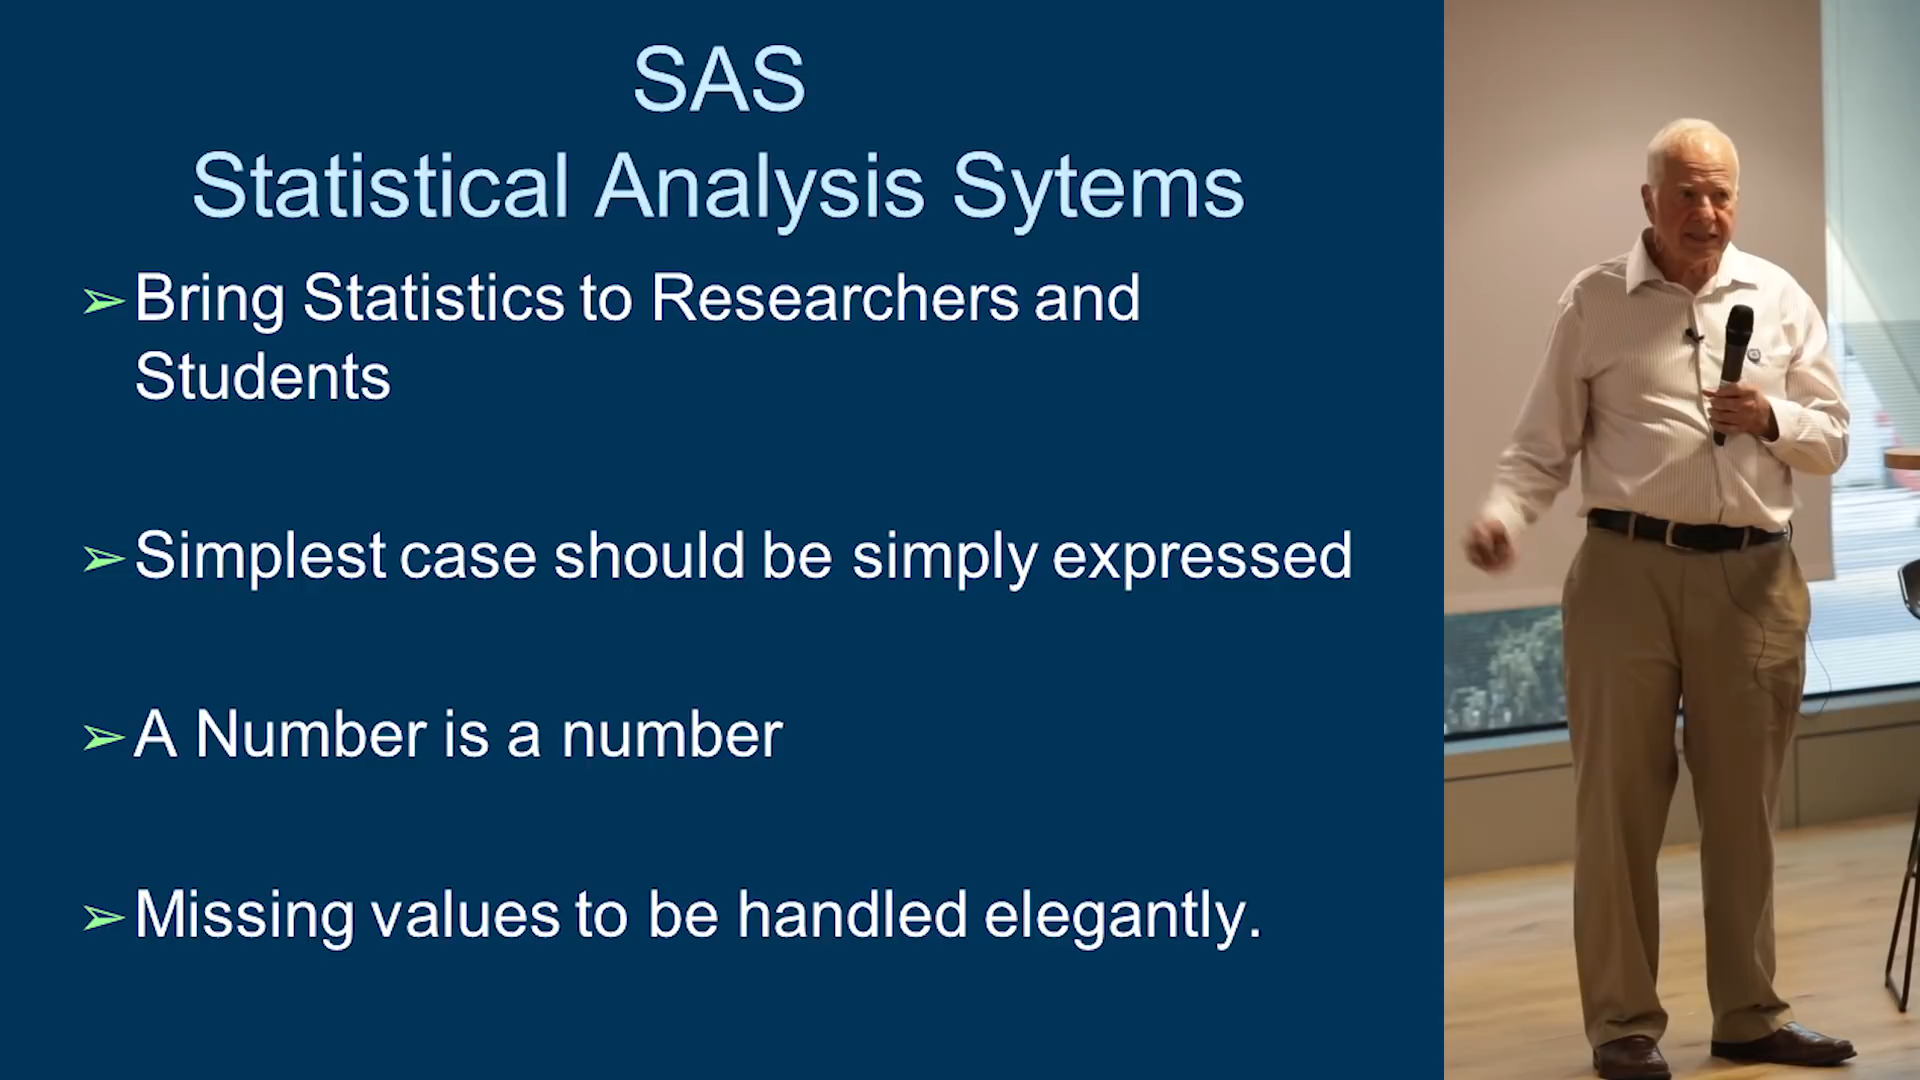 SAS
Statistical Analysis Sytems
➢Bring Statistics to Researchers and
Students
➢Simplest case should be simply expressed
➢A Number is a number
➢Missing values to be handled elegantly.